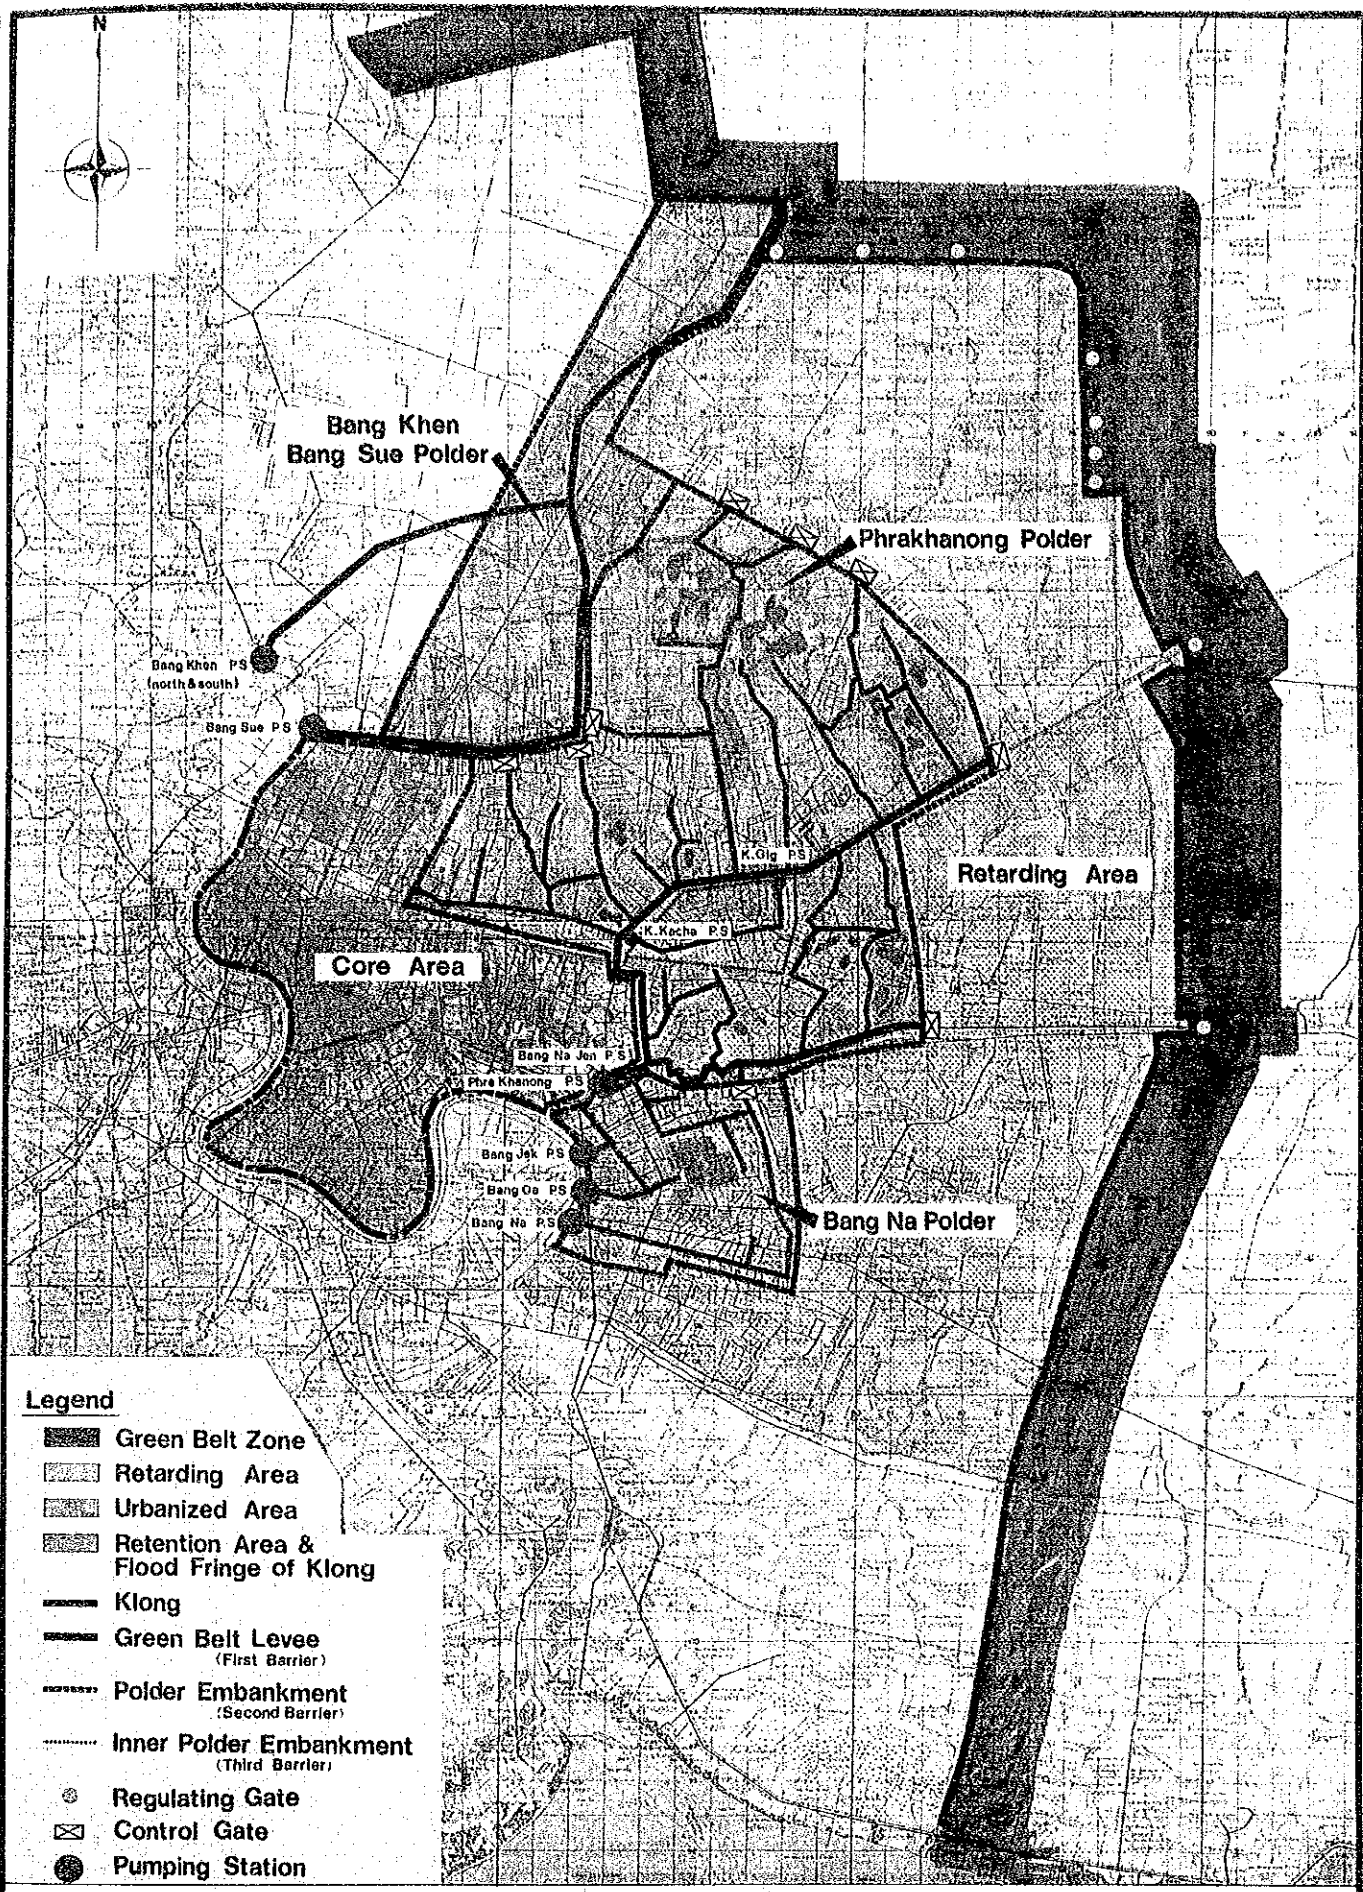 N
Bang Khen
Bang Sue Polder
Phrakhanong Polder
Bang Khen P S
(north & south)
Bang Sue P S
K.Gig P.S
Retarding Area
K.Kacha P.S
Core Area
Bang Na Jen P S
Phra Khanong P.S
Bang Jak P.S
Bang Oa P.S
Bang Na P.S
Bang Na Polder
Legend
Green Belt Zone
Retarding Area
Urbanized Area
Retention Area &
Flood Fringe of Klong
Klong
Green Belt Levee
(First Barrier)
Polder Embankment
(Second Barrier)
Inner Polder Embankment
(Third Barrier)
Regulating Gate
Control Gate
Pumping Station